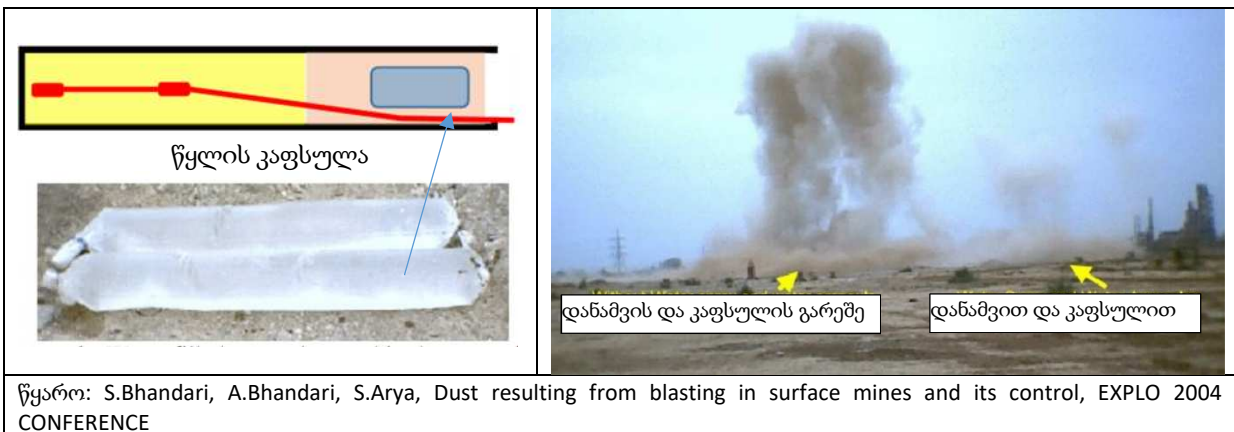 წყლის კაფსულა
დანამვის და კაფსულის გარეშე
დანამვით და კაფსულით
წყარო: S.Bhandari, A.Bhandari, S.Arya, Dust resulting from blasting in surface mines and its control, EXPLO 2004
CONFERENCE